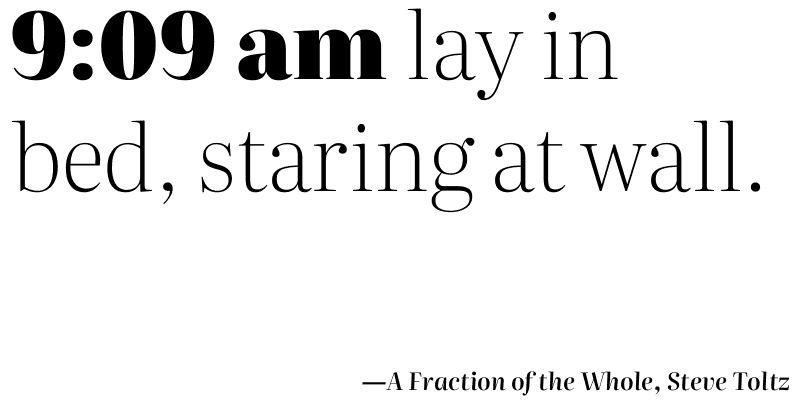 9:09 am lay in
bed, staring at wall.
—A Fraction of the Whole, Steve Toltz